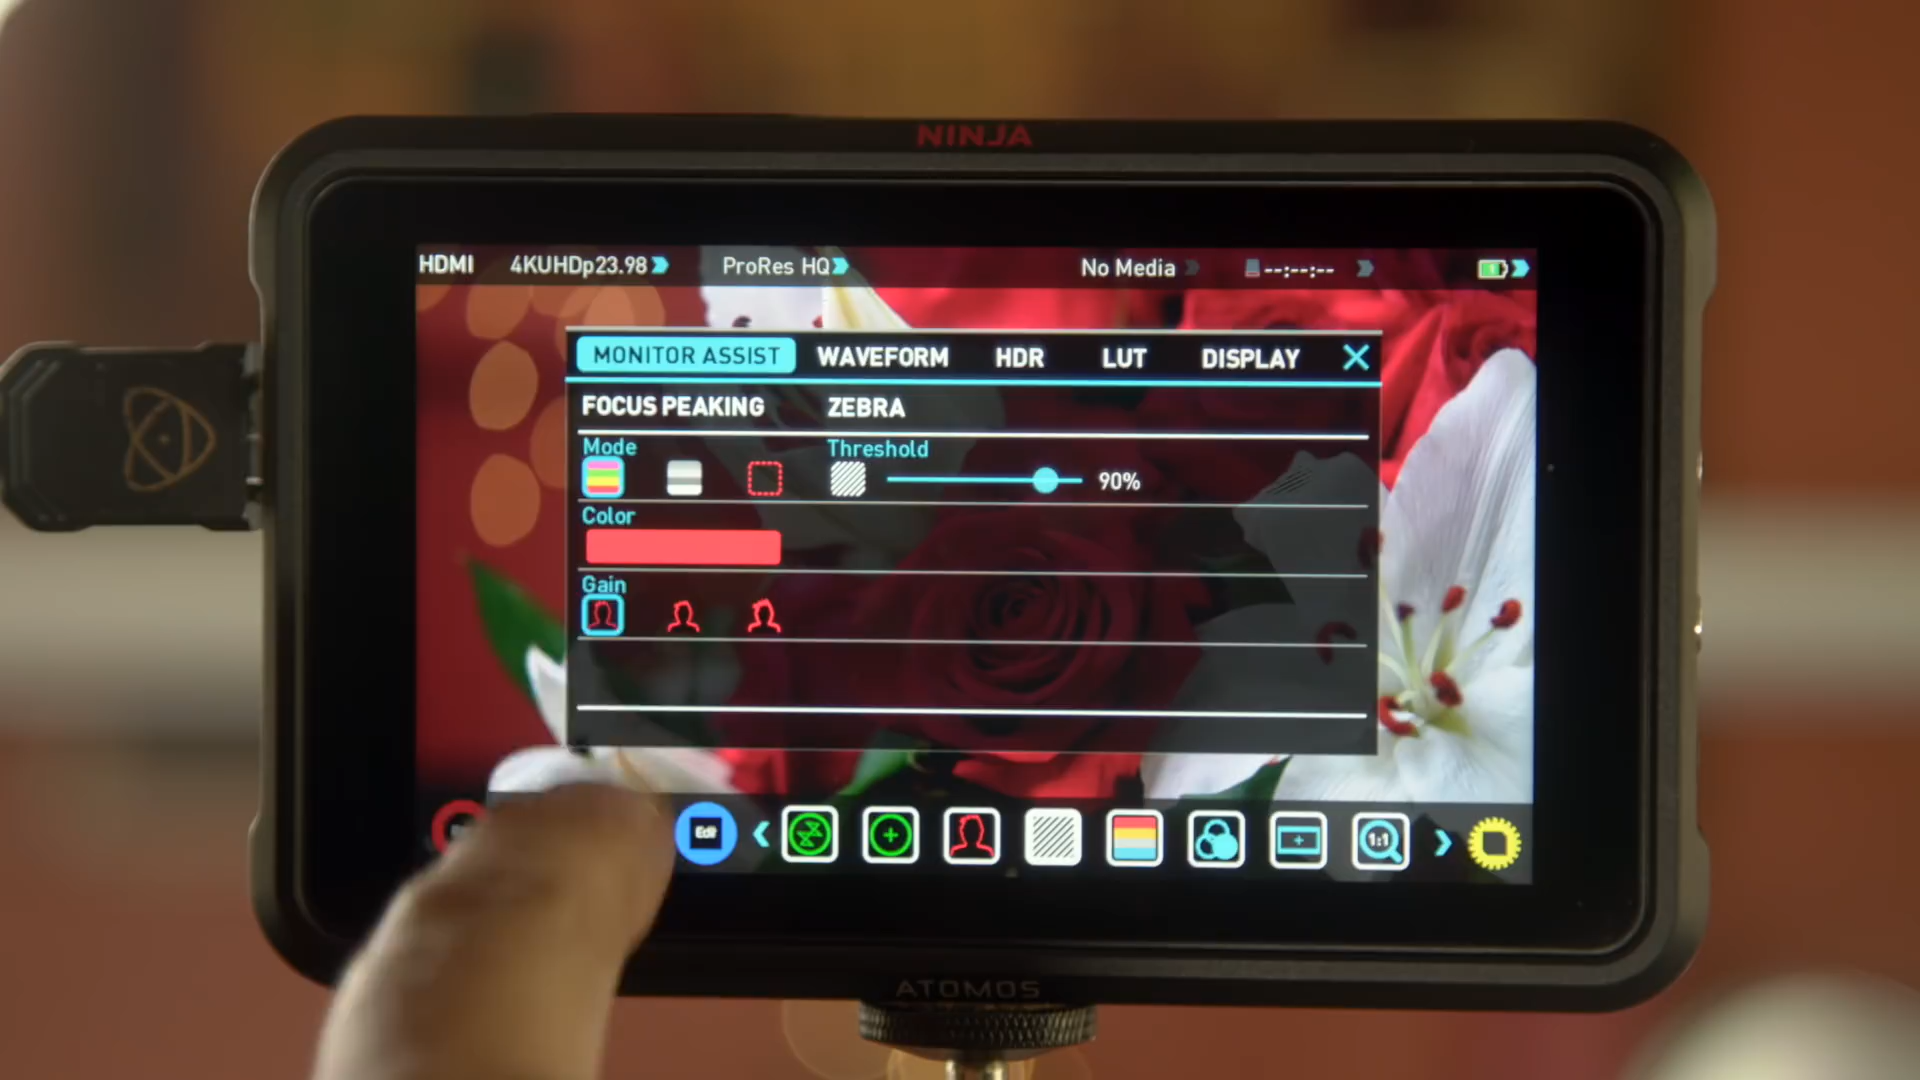 NINJA
HDMI 4KUHDp23.98 ProRes HQ No Media --:--:--
MONITOR ASSIST WAVEFORM HDR LUT DISPLAY
FOCUS PEAKING ZEBRA
Mode Threshold
90%
Color
Gain
Edit 1:1
ATOMOS